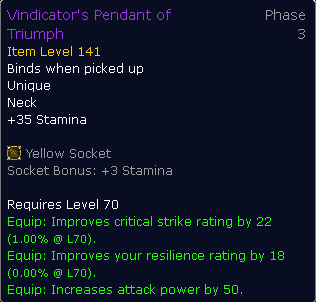 Vindicator's Pendant of Phase
Triumph 3
Item Level 141
Binds when picked up
Unique
Neck
+35 Stamina
Yellow Socket
Socket Bonus: +3 Stamina
Requires Level 70
Equip: Improves critical strike rating by 22
(1.00% @ L70).
Equip: Improves your resilience rating by 18
(0.00% @ L70).
Equip: Increases attack power by 50.